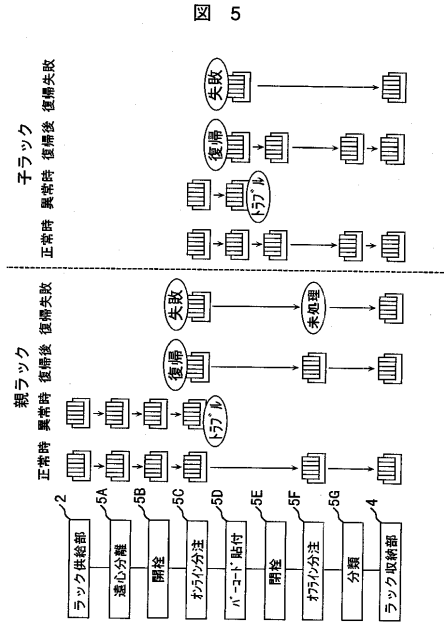 図 5
親ラック
正常時 異常時 復帰後 復帰失敗
子ラック
正常時 異常時 復帰後 復帰失敗
ラック供給部 2
遠心分離 5A
開栓 5B
オンライン分注 5C
バーコード貼付 5D
開栓 5E
オフライン分注 5F
分類 5G
ラック収納部 4
トラブル
復帰
失敗
未処理
トラブル
復帰
失敗